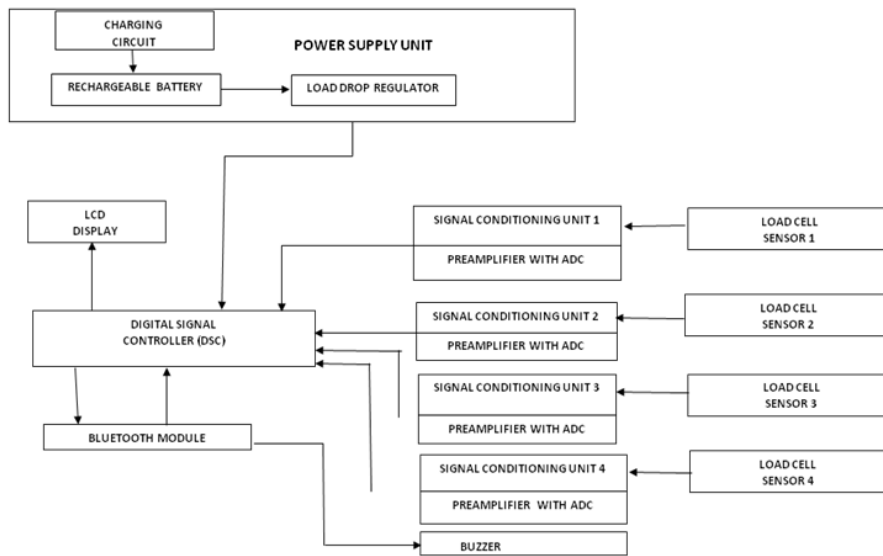 CHARGING
CIRCUIT
POWER SUPPLY UNIT
RECHARGEABLE BATTERY
LOAD DROP REGULATOR
LCD
DISPLAY
SIGNAL CONDITIONING UNIT 1
PREAMPLIFIER WITH ADC
LOAD CELL
SENSOR 1
DIGITAL SIGNAL
CONTROLLER (DSC)
SIGNAL CONDITIONING UNIT 2
PREAMPLIFIER WITH ADC
LOAD CELL
SENSOR 2
SIGNAL CONDITIONING UNIT 3
PREAMPLIFIER WITH ADC
LOAD CELL
SENSOR 3
BLUETOOTH MODULE
SIGNAL CONDITIONING UNIT 4
PREAMPLIFIER WITH ADC
LOAD CELL
SENSOR 4
BUZZER